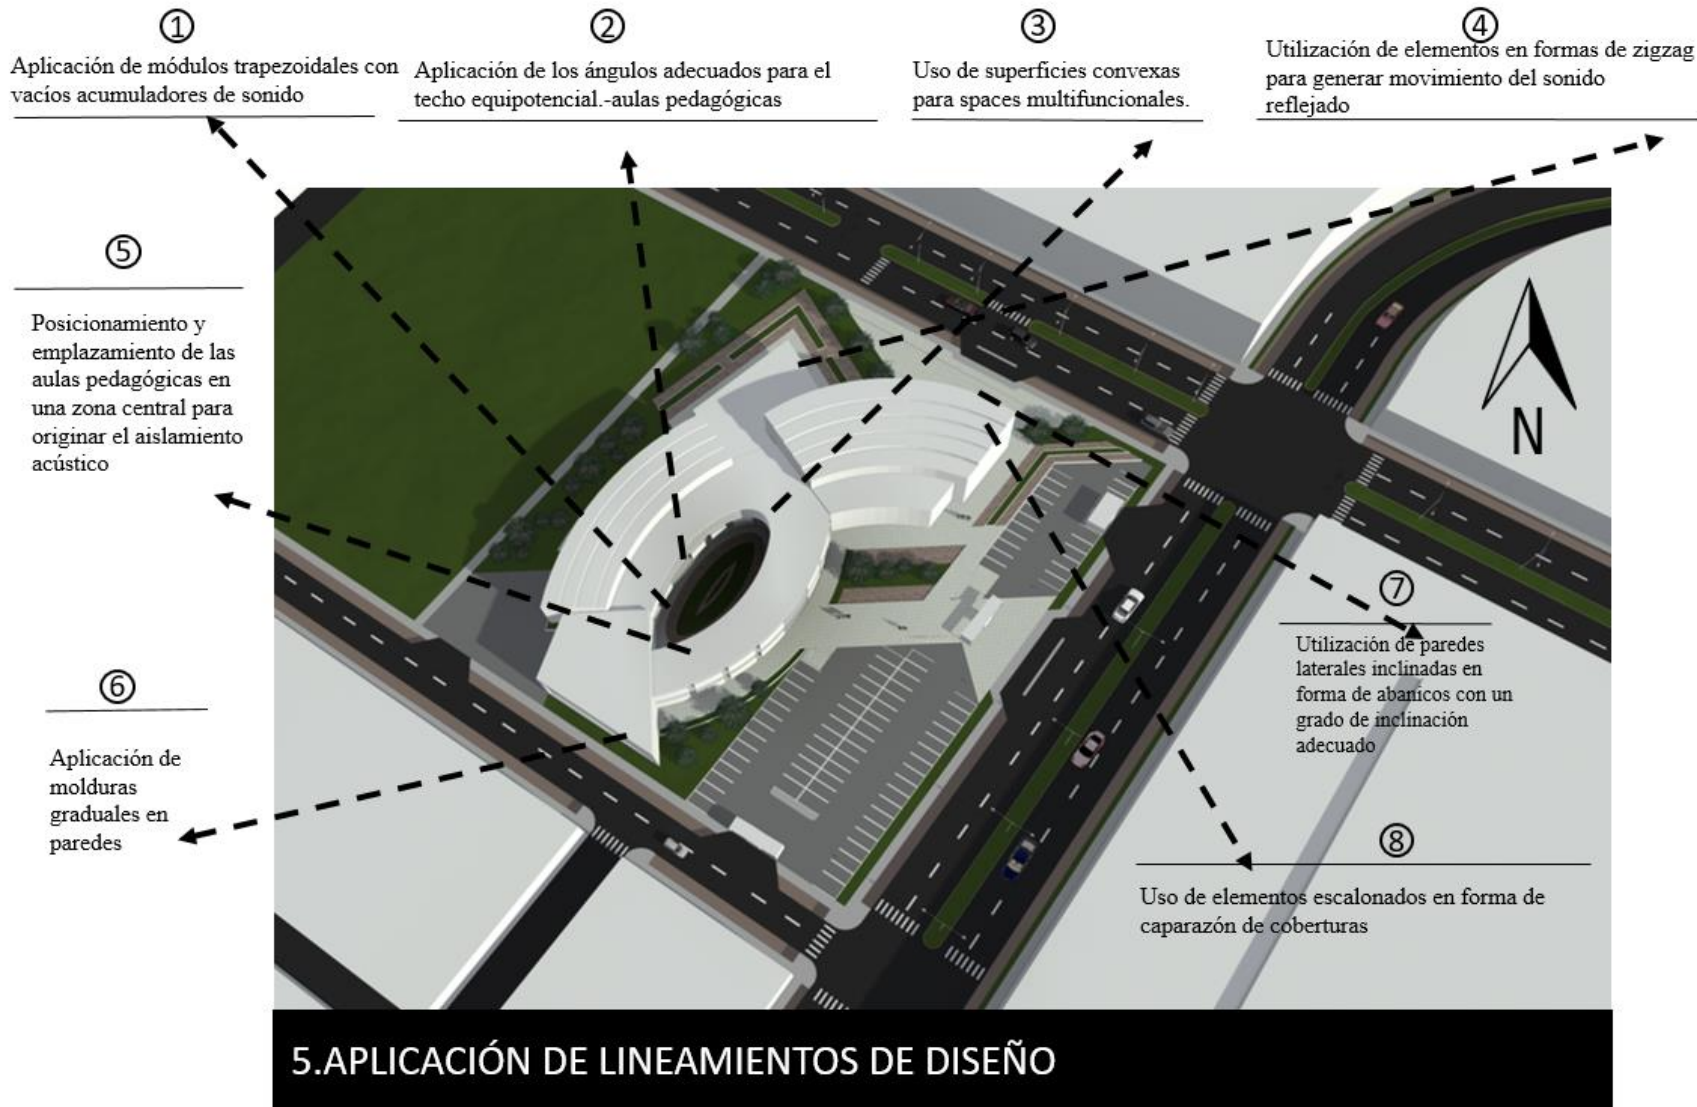 ①
Aplicación de módulos trapezoidales con
vacíos acumuladores de sonido
②
Aplicación de los ángulos adecuados para el
techo equipotencial.-aulas pedagógicas
③
Uso de superficies convexas
para spaces multifuncionales.
④
Utilización de elementos en formas de zigzag
para generar movimiento del sonido
reflejado
⑤
Posicionamiento y
emplazamiento de las
aulas pedagógicas en
una zona central para
originar el aislamiento
acústico
N
⑥
Aplicación de
molduras
graduales en
paredes
⑦
Utilización de paredes
laterales inclinadas en
forma de abanicos con un
grado de inclinación
adecuado
⑧
Uso de elementos escalonados en forma de
caparazón de coberturas
5.APLICACIÓN DE LINEAMIENTOS DE DISEÑO